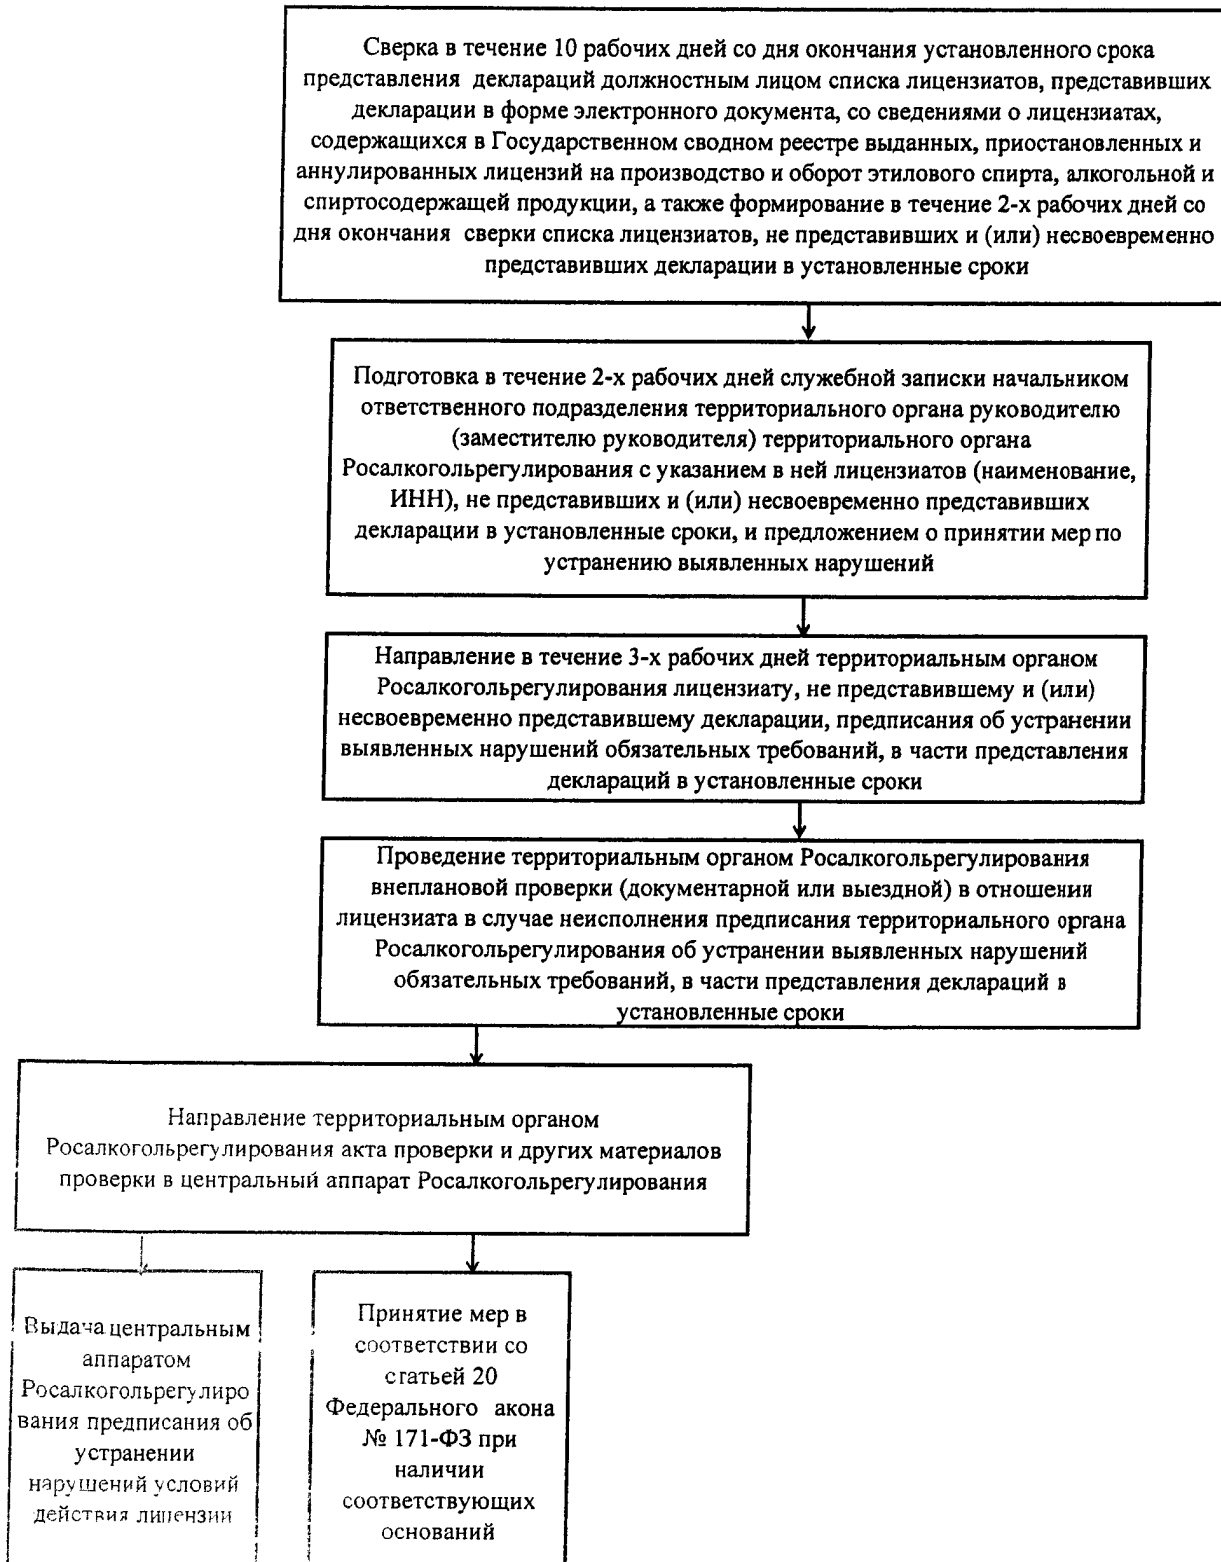 Сверка в течение 10 рабочих дней со дня окончания установленного срока
представления деклараций должностным лицом списка лицензиатов, представивших
декларации в форме электронного документа, со сведениями о лицензиатах,
содержащихся в Государственном сводном реестре выданных, приостановленных и
аннулированных лицензий на производство и оборот этилового спирта, алкогольной и
спиртосодержащей продукции, а также формирование в течение 2-х рабочих дней со
дня окончания сверки списка лицензиатов, не представивших и (или) несвоевременно
представивших декларации в установленные сроки
Подготовка в течение 2-х рабочих дней служебной записки начальником
ответственного подразделения территориального органа руководителю
(заместителю руководителя) территориального органа
Росалкогольрегулирования с указанием в ней лицензиатов (наименование,
ИНН), не представивших и (или) несвоевременно представивших
декларации в установленные сроки, и предложением о принятии мер по
устранению выявленных нарушений
Направление в течение 3-х рабочих дней территориальным органом
Росалкогольрегулирования лицензиату, не представившему и (или)
несвоевременно представившему декларации, предписания об устранении
выявленных нарушений обязательных требований, в части представления
деклараций в установленные сроки
Проведение территориальным органом Росалкогольрегулирования
внеплановой проверки (документарной или выездной) в отношении
лицензиата в случае неисполнения предписания территориального органа
Росалкогольрегулирования об устранении выявленных нарушений
обязательных требований, в части представления деклараций в
установленные сроки
Направление территориальным органом
Росалкогольрегулирования акта проверки и других материалов
проверки в центральный аппарат Росалкогольрегулирования
Выдача центральным
аппаратом
Росалкогольрегулиро
вания предписания об
устранении
нарушений условий
действия лицензии
Принятие мер в
соответствии со
статьей 20
Федерального акона
№ 171-ФЗ при
наличии
соответствующих
оснований